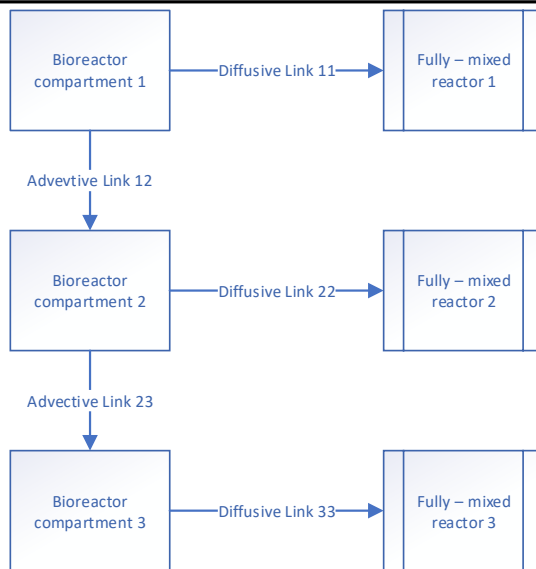 Bioreactor
compartment 1
Diffusive Link 11
Fully – mixed
reactor 1
Advevtive Link 12
Bioreactor
compartment 2
Diffusive Link 22
Fully – mixed
reactor 2
Advective Link 23
Bioreactor
compartment 3
Diffusive Link 33
Fully – mixed
reactor 3